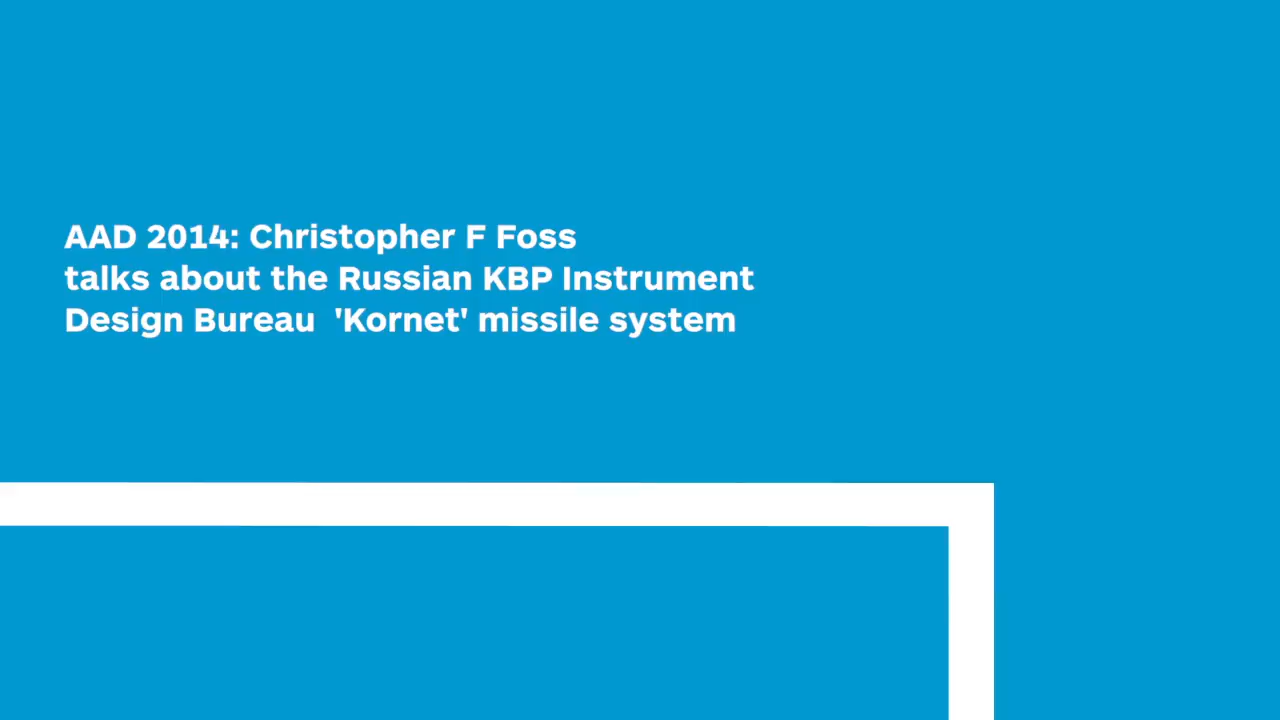 AAD 2014: Christopher F Foss
talks about the Russian KBP Instrument
Design Bureau  'Kornet' missile system